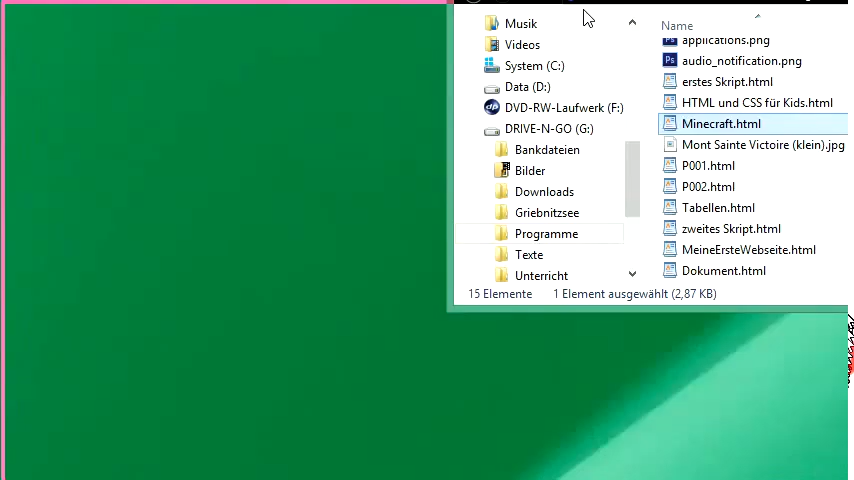 Musik
Videos
System (C:)
Data (D:)
DVD-RW-Laufwerk (F:)
DRIVE-N-GO (G:)
Bankdateien
Bilder
Downloads
Griebnitzsee
Programme
Texte
Unterricht
Name
applications.png
audio_notification.png
erstes Skript.html
HTML und CSS für Kids.html
Minecraft.html
Mont Sainte Victoire (klein).jpg
P001.html
P002.html
Tabellen.html
zweites Skript.html
MeineErsteWebseite.html
Dokument.html
15 Elemente 1 Element ausgewählt (2,87 KB)